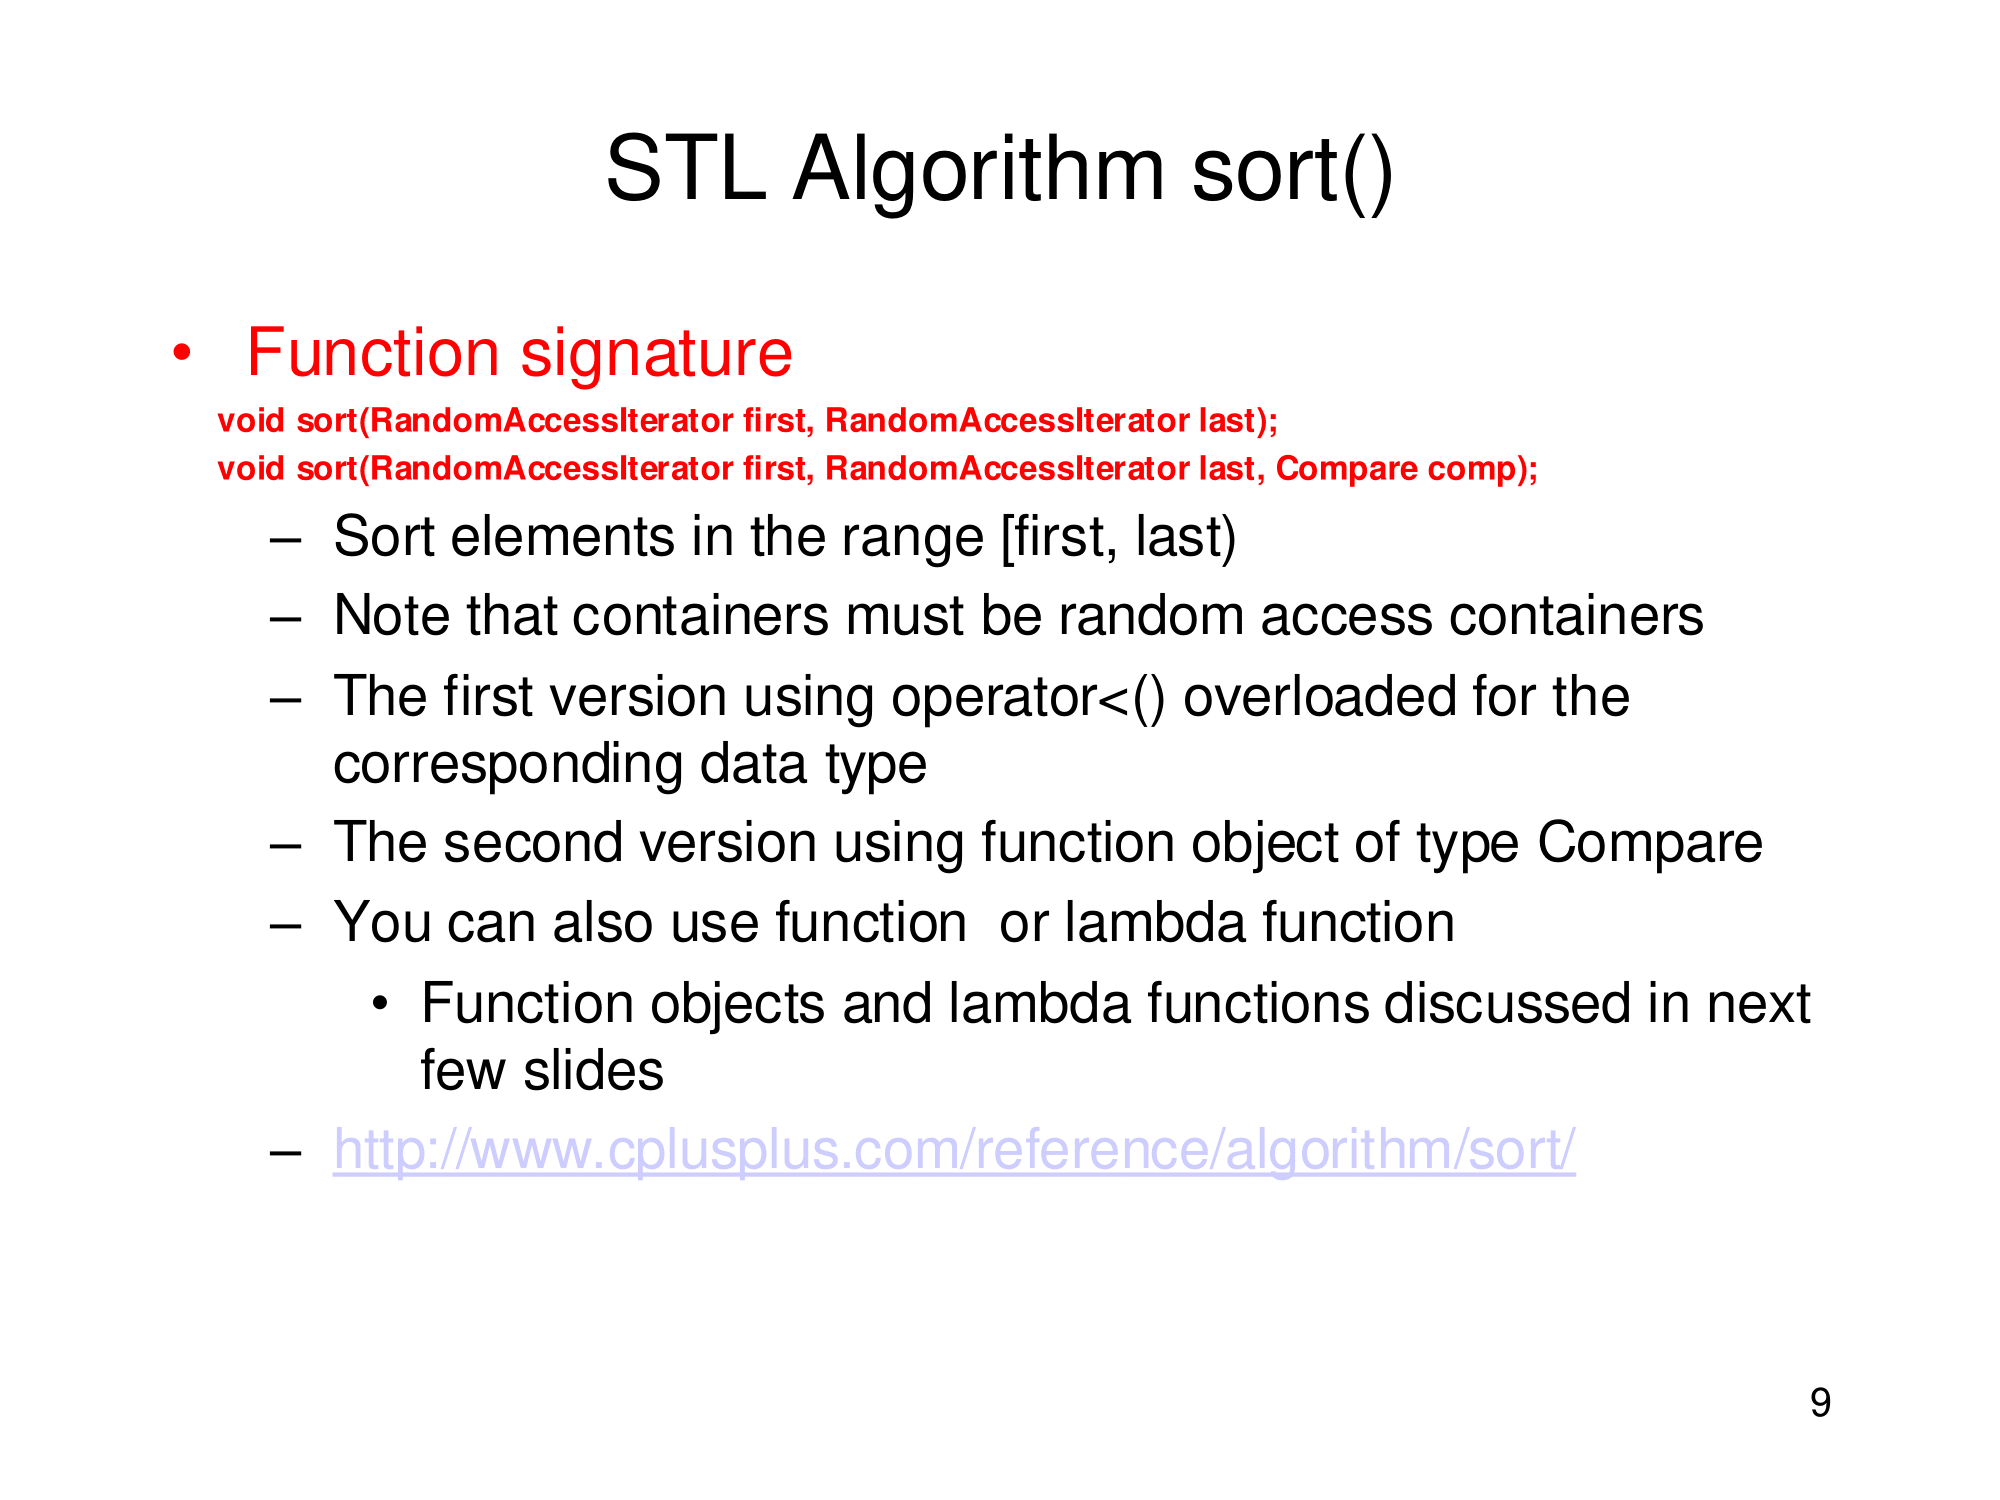 STL Algorithm sort()
• Function signature
void sort(RandomAccessIterator first, RandomAccessIterator last);
void sort(RandomAccessIterator first, RandomAccessIterator last, Compare comp);
– Sort elements in the range [first, last)
– Note that containers must be random access containers
– The first version using operator<() overloaded for the
corresponding data type
– The second version using function object of type Compare
– You can also use function  or lambda function
• Function objects and lambda functions discussed in next
few slides
– http://www.cplusplus.com/reference/algorithm/sort/
9